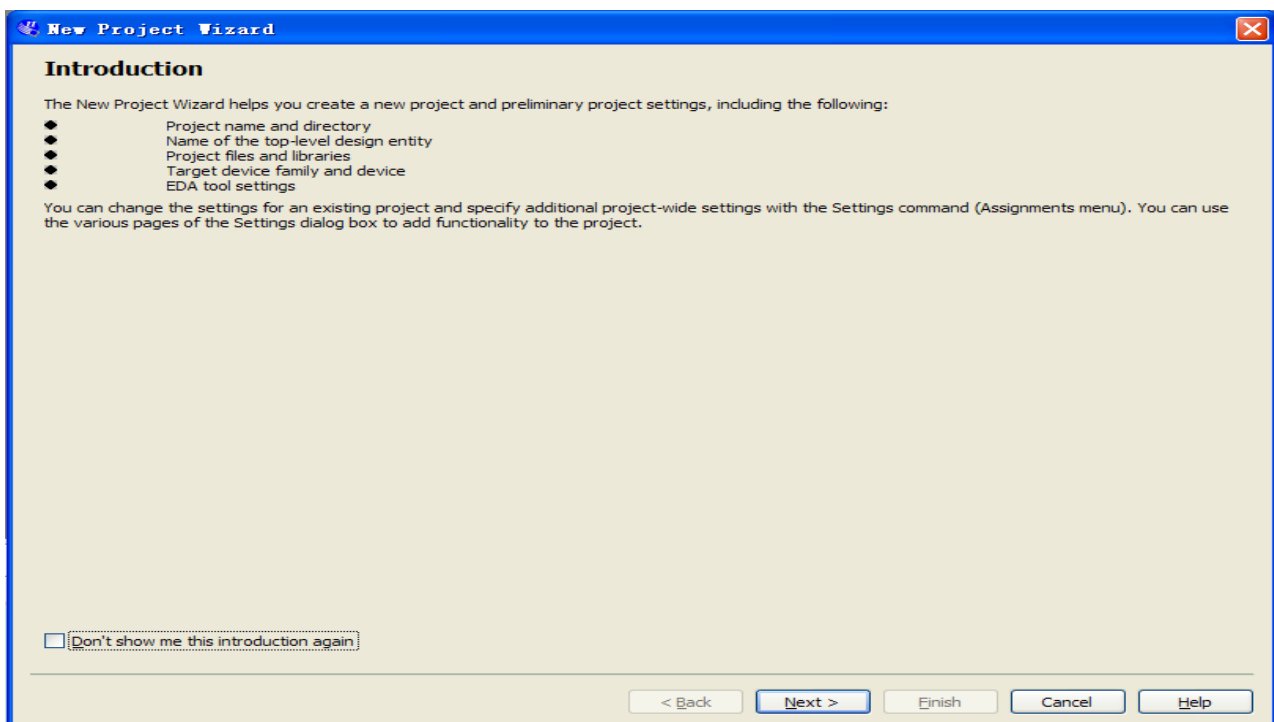 New Project Wizard
Introduction
The New Project Wizard helps you create a new project and preliminary project settings, including the following:
Project name and directory
Name of the top-level design entity
Project files and libraries
Target device family and device
EDA tool settings
You can change the settings for an existing project and specify additional project-wide settings with the Settings command (Assignments menu). You can use
the various pages of the Settings dialog box to add functionality to the project.
Don't show me this introduction again
< Back Next > Finish Cancel Help